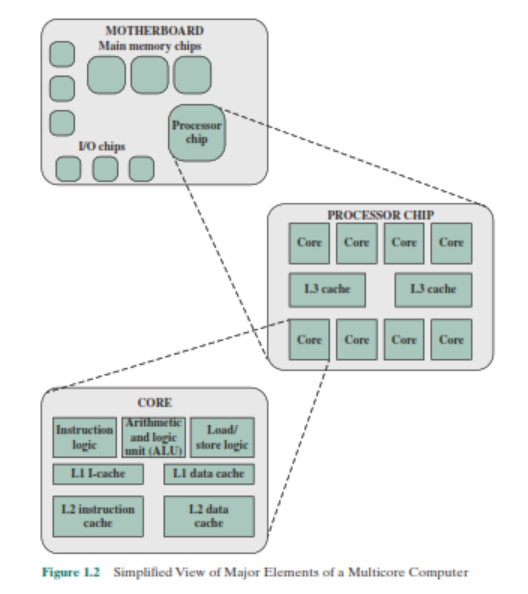 MOTHERBOARD
Main memory chips
Processor
chip
I/O chips
PROCESSOR CHIP
Core Core Core Core
L3 cache L3 cache
Core Core Core Core
CORE
Instruction
logic
Arithmetic
and logic
unit (ALU)
Load/
store logic
L1 I-cache L1 data cache
L2 instruction
cache
L2 data
cache
Figure 1.2 Simplified View of Major Elements of a Multicore Computer